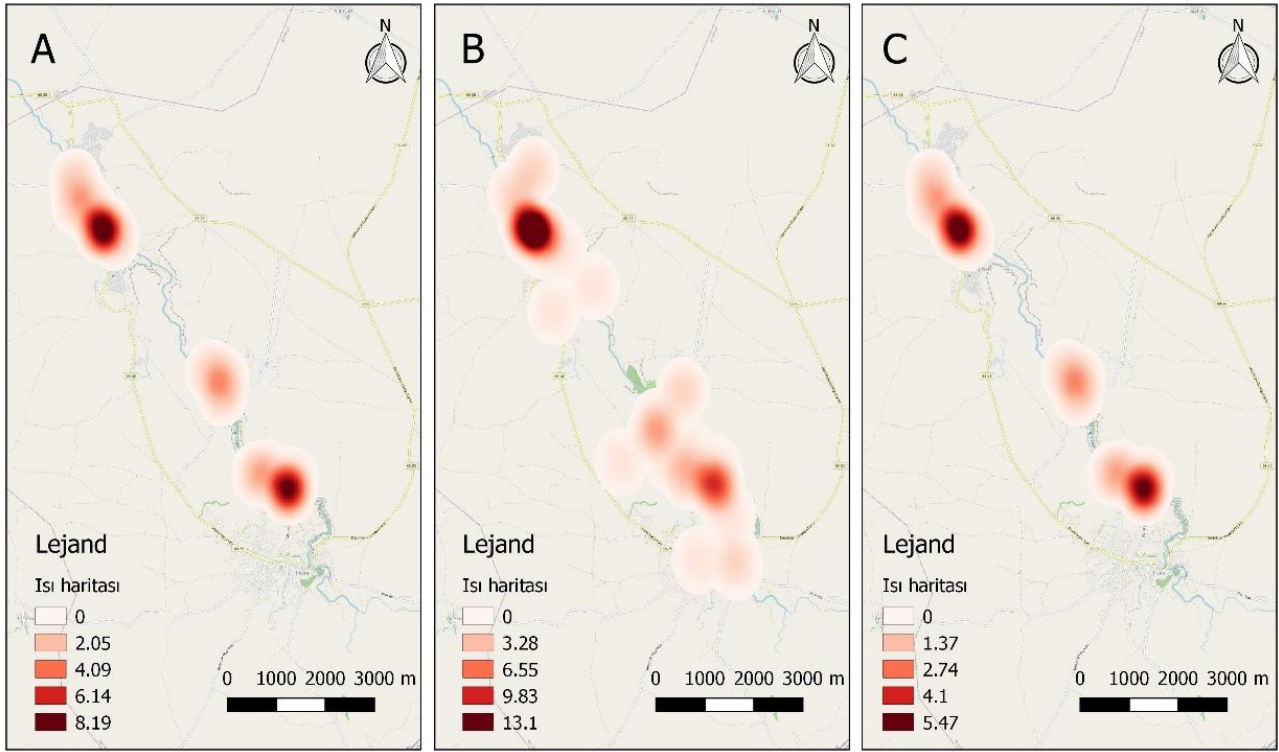 A
N
Lejand
Isı haritası
0
2.05
4.09
6.14
8.19
0 1000 2000 3000 m
B
N
Lejand
Isı haritası
0
3.28
6.55
9.83
13.1
0 1000 2000 3000 m
C
N
Lejand
Isı haritası
0
1.37
2.74
4.1
5.47
0 1000 2000 3000 m